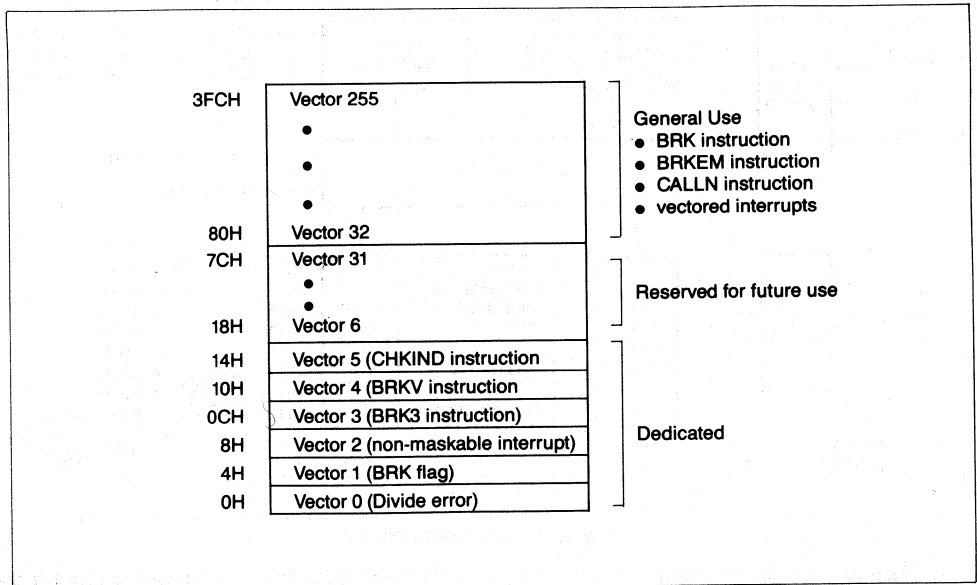 3FCH Vector 255
●
●
●
80H Vector 32
7CH Vector 31
●
●
18H Vector 6
14H Vector 5 (CHKIND instruction
10H Vector 4 (BRKV instruction
0CH Vector 3 (BRK3 instruction)
8H Vector 2 (non-maskable interrupt)
4H Vector 1 (BRK flag)
0H Vector 0 (Divide error)
General Use
● BRK instruction
● BRKEM instruction
● CALLN instruction
● vectored interrupts
Reserved for future use
Dedicated